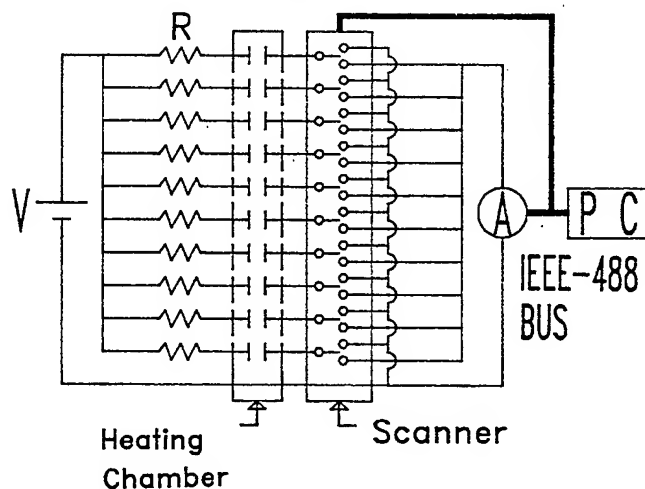 R
V
A
P C
IEEE-488
BUS
Heating
Chamber
Scanner